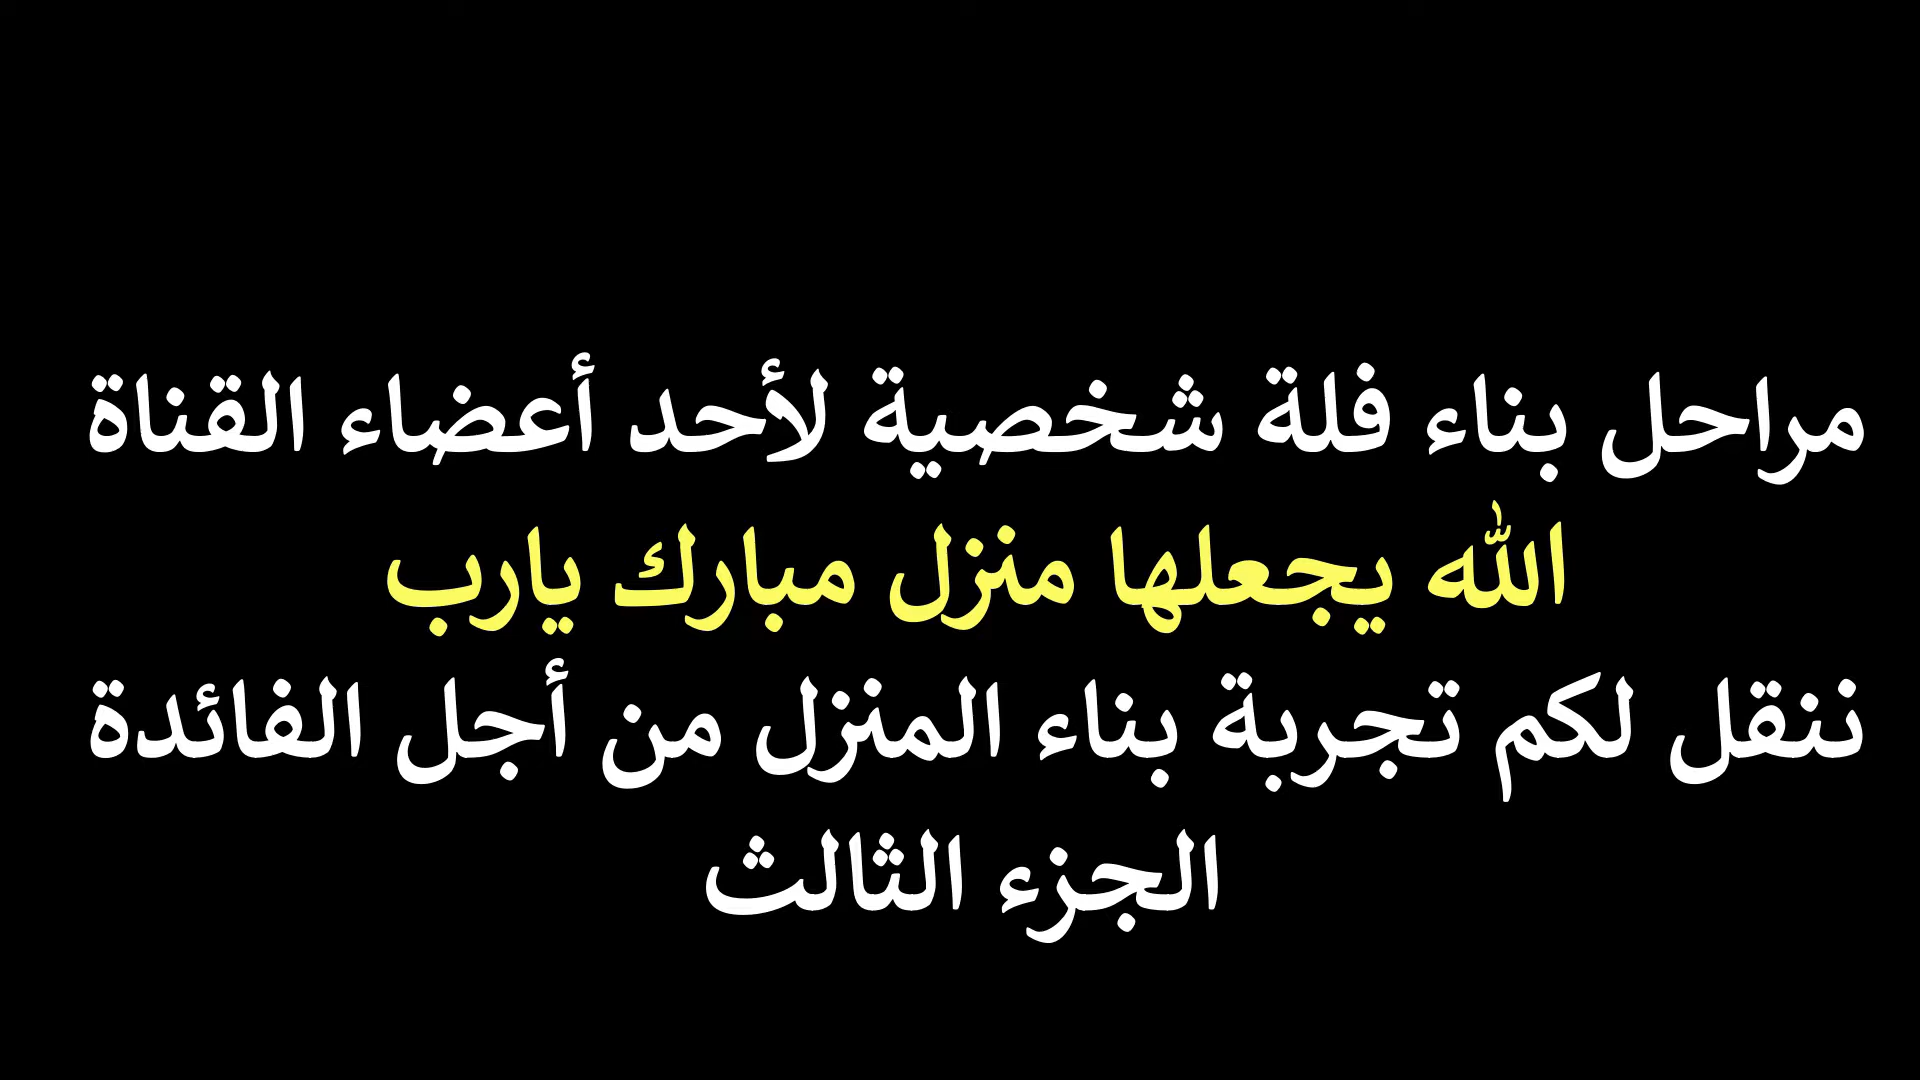 مراحل بناء فلة شخصية لأحد أعضاء القناة
الله يجعلها منزل مبارك يارب
ننقل لكم تجربة بناء المنزل من أجل الفائدة
الجزء الثالث